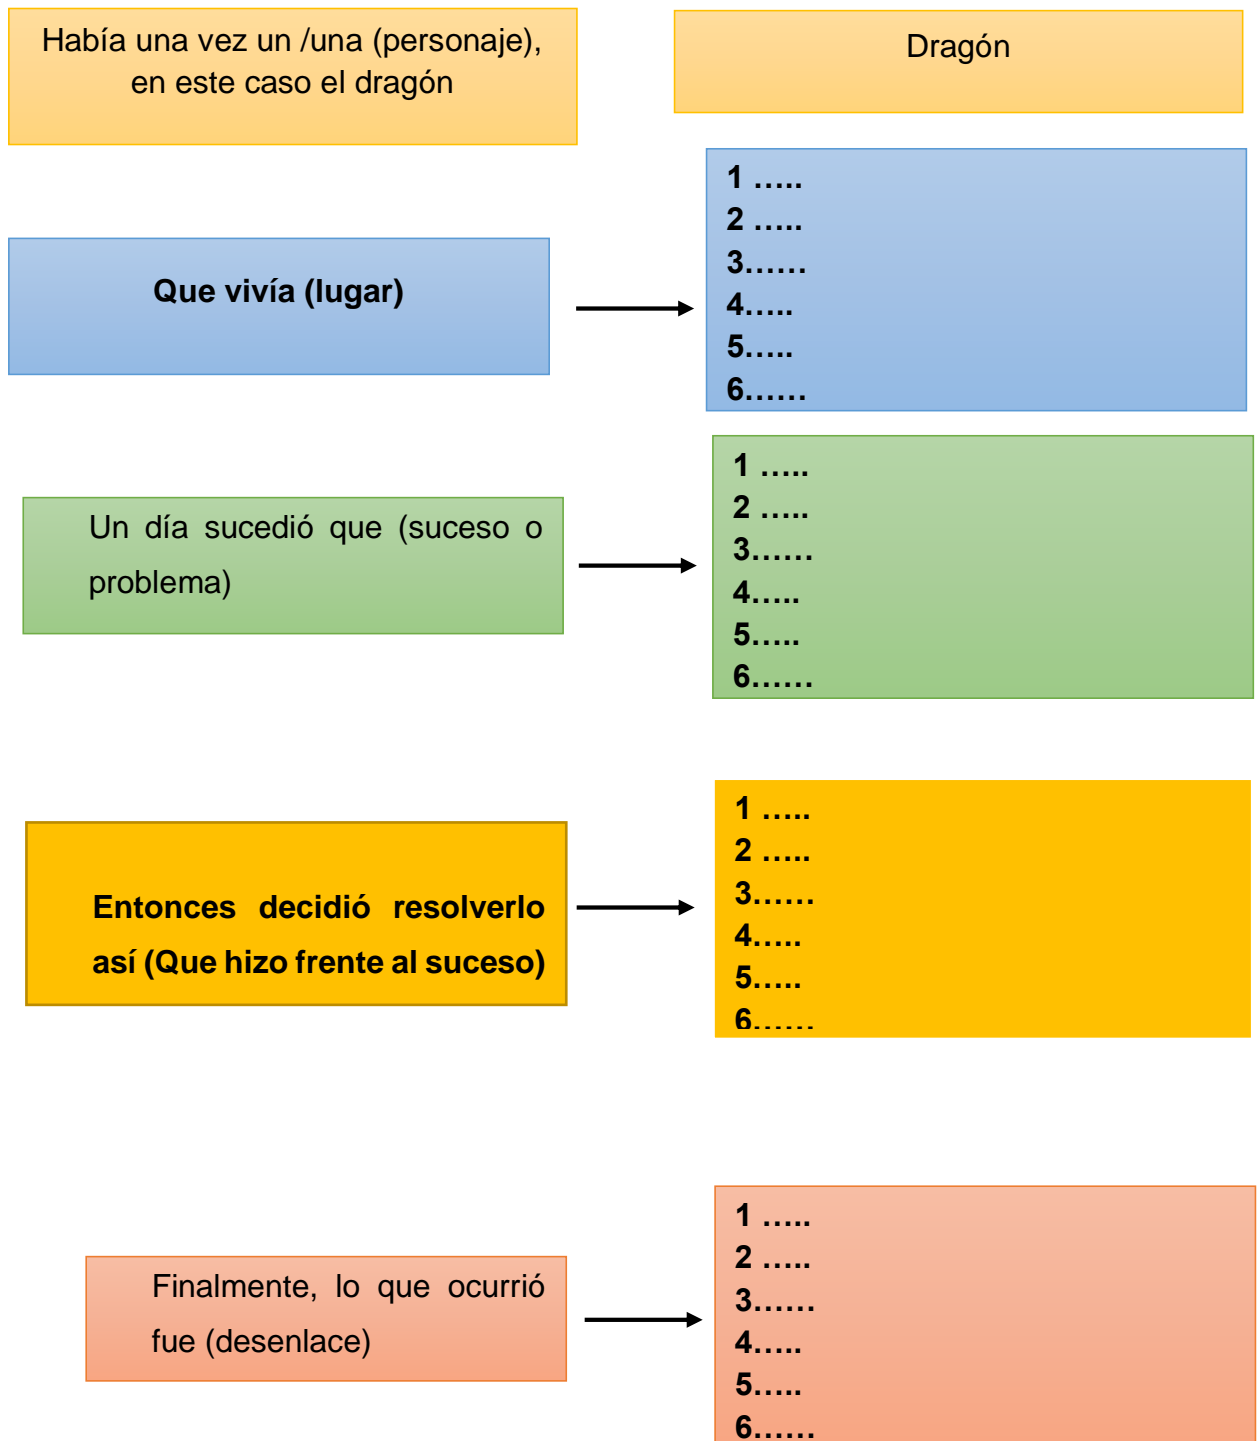 Había una vez un /una (personaje),
en este caso el dragón
Dragón
Que vivía (lugar)
1 …..
2 …..
3……
4…..
5…..
6……
Un día sucedió que (suceso o
problema)
1 …..
2 …..
3……
4…..
5…..
6……
Entonces decidió resolverlo
así (Que hizo frente al suceso)
1 …..
2 …..
3……
4…..
5…..
6……
Finalmente, lo que ocurrió
fue (desenlace)
1 …..
2 …..
3……
4…..
5…..
6……